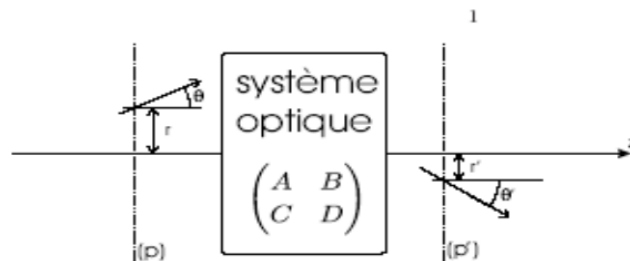 1
système
optique
A B
C D
θ
r
r'
θ'
(p)
(p')